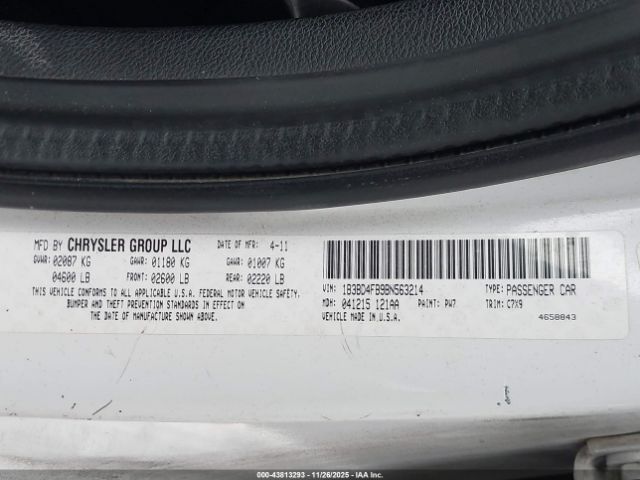 MFD BY CHRYSLER GROUP LLC DATE OF MFR: 4-11
GVWR: 02087 KG GAWR: 01180 KG GAWR: 01007 KG
04600 LB FRONT: 02600 LB REAR: 02220 LB
THIS VEHICLE CONFORMS TO ALL APPLICABLE U.S.A. FEDERAL MOTOR VEHICLE SAFETY,
BUMPER AND THEFT PREVENTION STANDARDS IN EFFECT ON
THE DATE OF MANUFACTURE SHOWN ABOVE.
VIN: 1B3BD4FB9BN563214 TYPE: PASSENGER CAR
MDH: 041215 121AA PAINT: PW7 TRIM: C7X9
VEHICLE MADE IN U.S.A. 4658843
000-43813293 - 11/26/2025 - IAAI.COM